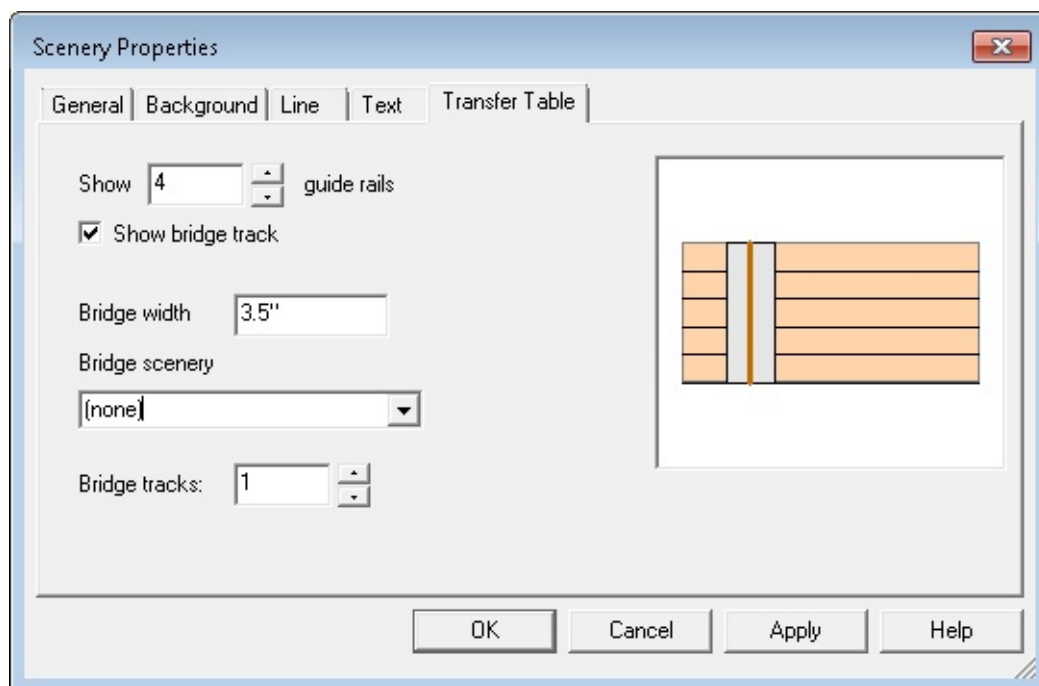 Scenery Properties
General Background Line Text Transfer Table
Show 4 guide rails
Show bridge track
Bridge width 3.5"
Bridge scenery
(none)
Bridge tracks: 1
OK Cancel Apply Help